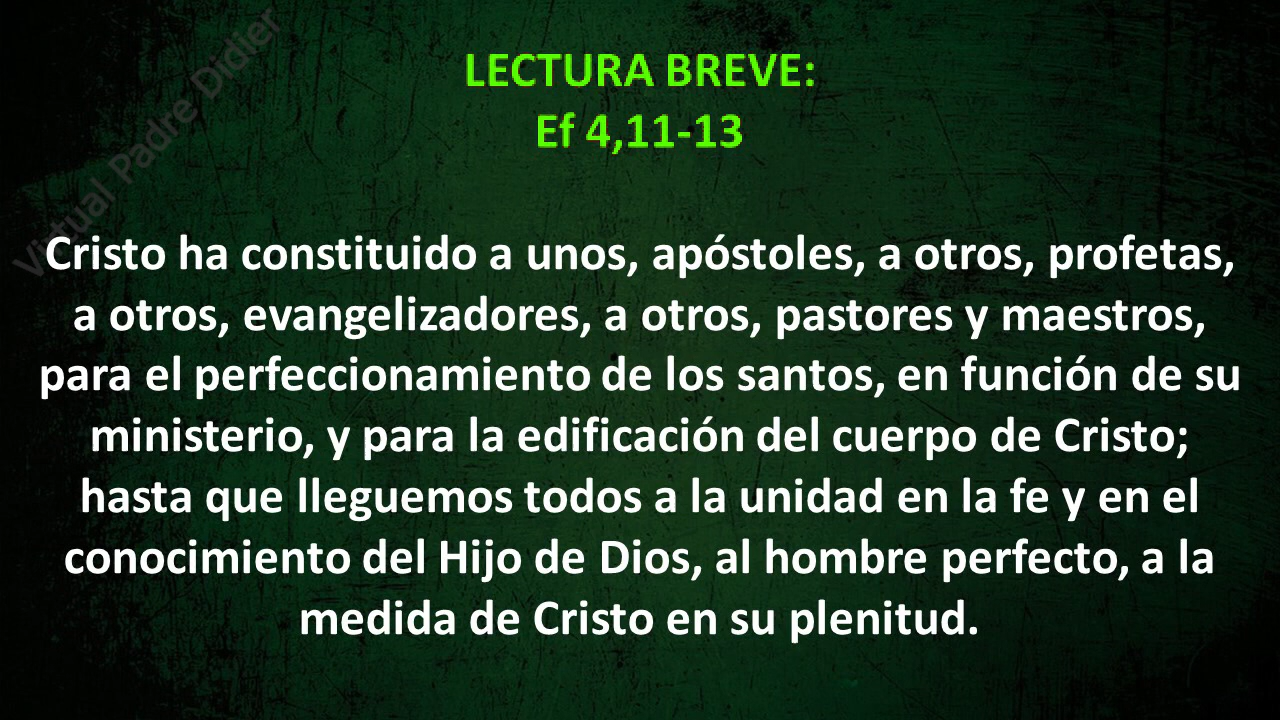 LECTURA BREVE:
Ef 4,11-13
Virtual Padre Didier
Cristo ha constituido a unos, apóstoles, a otros, profetas,
a otros, evangelizadores, a otros, pastores y maestros,
para el perfeccionamiento de los santos, en función de su
ministerio, y para la edificación del cuerpo de Cristo;
hasta que lleguemos todos a la unidad en la fe y en el
conocimiento del Hijo de Dios, al hombre perfecto, a la
medida de Cristo en su plenitud.